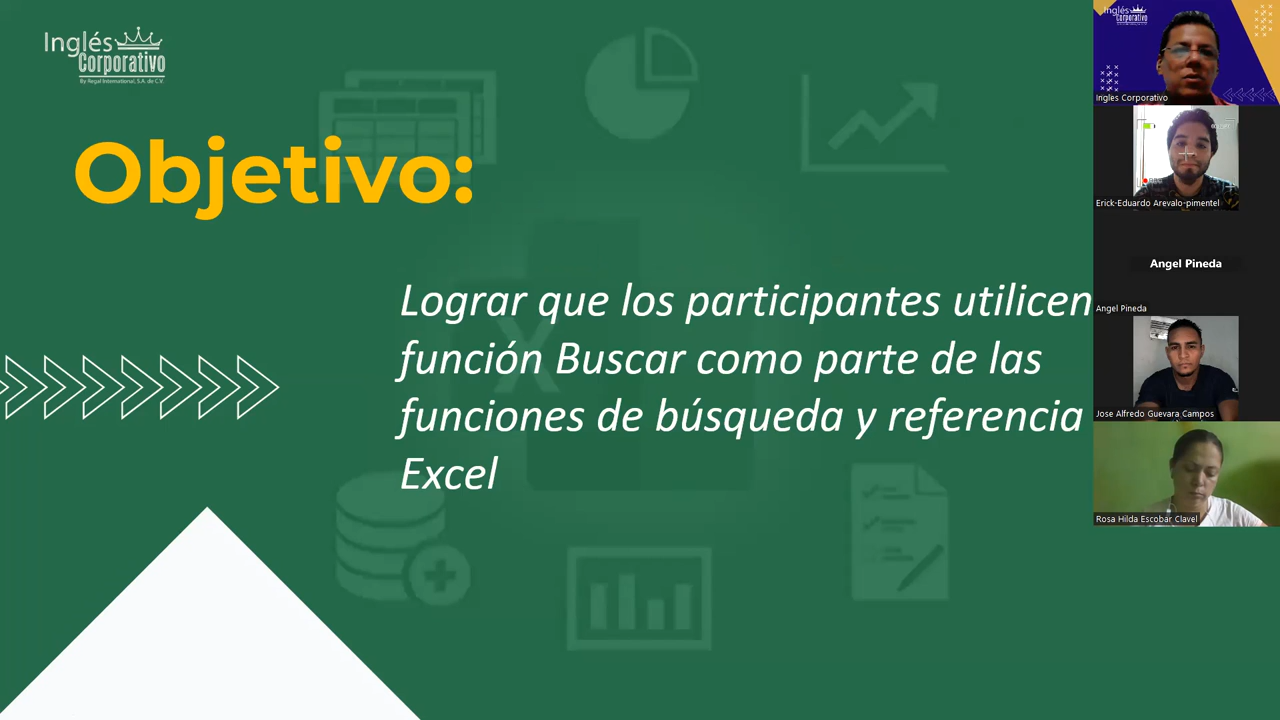 Inglés
Corporativo
By Regal International, S.A. de C.V.
Objetivo:
Lograr que los participantes utilicen
función Buscar como parte de las
funciones de búsqueda y referencia
Excel
Inglés
Corporativo
Ingles Corporativo
Erick-Eduardo Arevalo-pimentel
Angel Pineda
Angel Pineda
Jose Alfredo Guevara Campos
Rosa Hilda Escobar Clavel